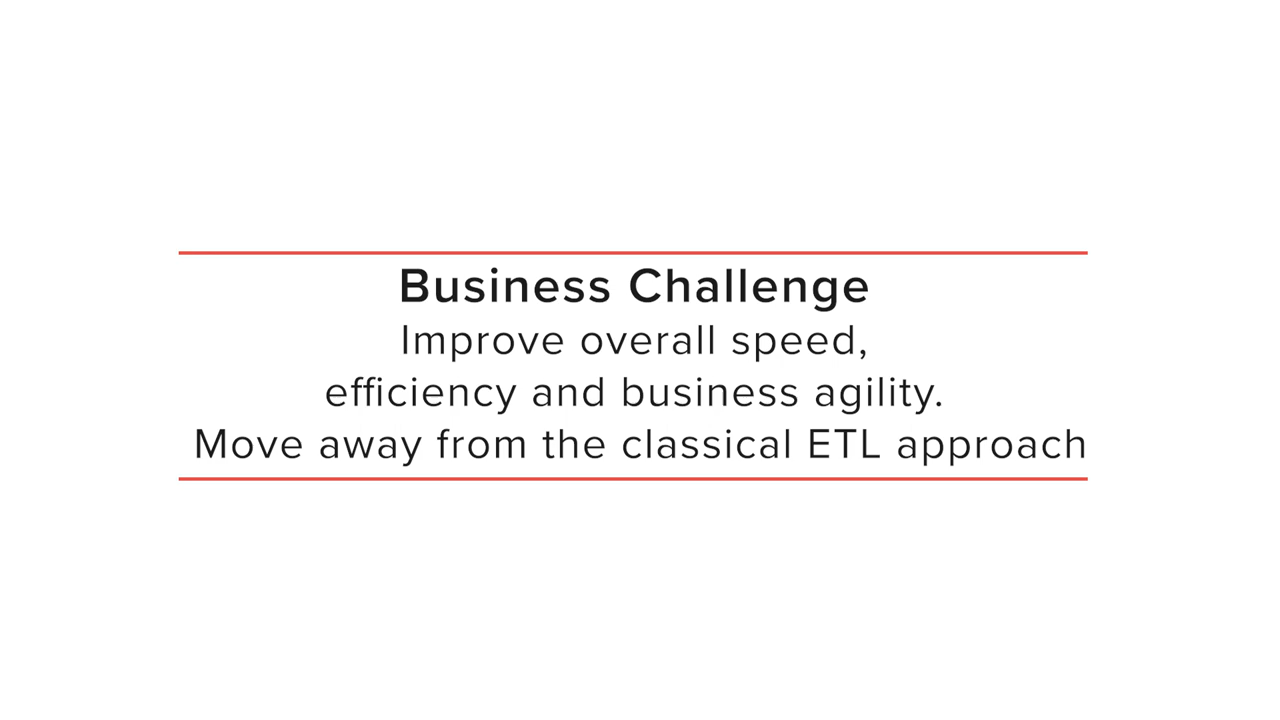 Business Challenge
Improve overall speed,
efficiency and business agility.
Move away from the classical ETL approach